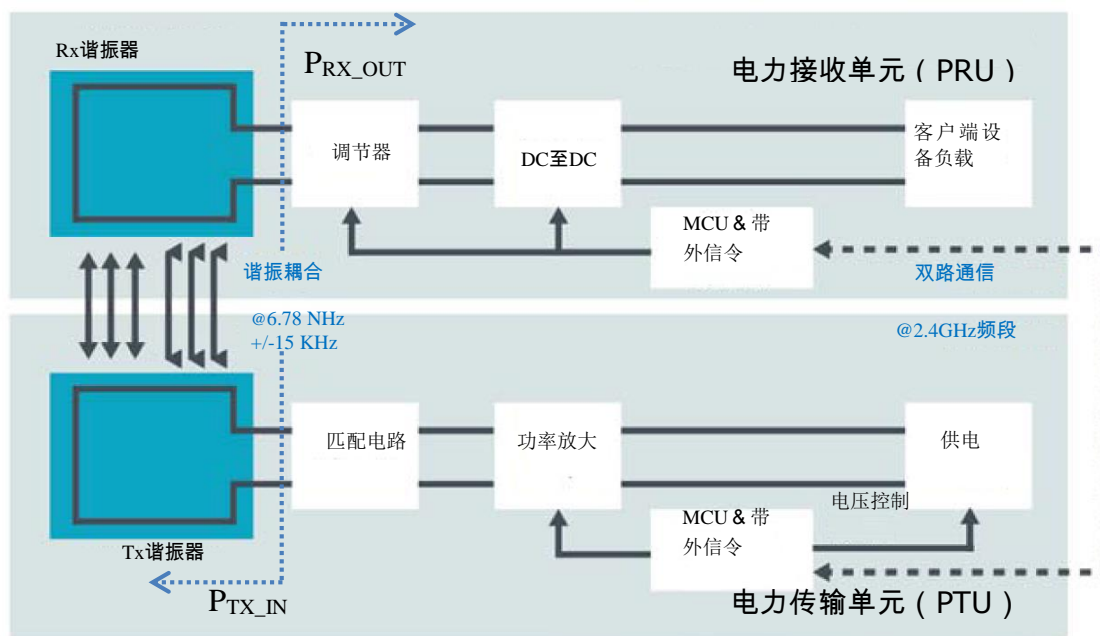 Rx谐振器
PRX_OUT
电力接收单元（PRU）
调节器
DC至DC
客户端设
备负载
MCU & 带
外信令
谐振耦合
双路通信
@6.78 NHz
+/-15 KHz
@2.4GHz频段
匹配电路
功率放大
供电
电压控制
MCU & 带
外信令
Tx谐振器
PTX_IN
电力传输单元（PTU）